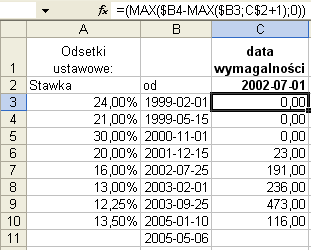 fx =(MAX($B4-MAX($B3;C$2+1);0))
A B C
1 Odsetki ustawowe: data wymagalności
2 Stawka od 2002-07-01
3 24,00% 1999-02-01 0,00
4 21,00% 1999-05-15 0,00
5 30,00% 2000-11-01 0,00
6 20,00% 2001-12-15 23,00
7 16,00% 2002-07-25 191,00
8 13,00% 2003-02-01 236,00
9 12,25% 2003-09-25 473,00
10 13,50% 2005-01-10 116,00
11 2005-05-06